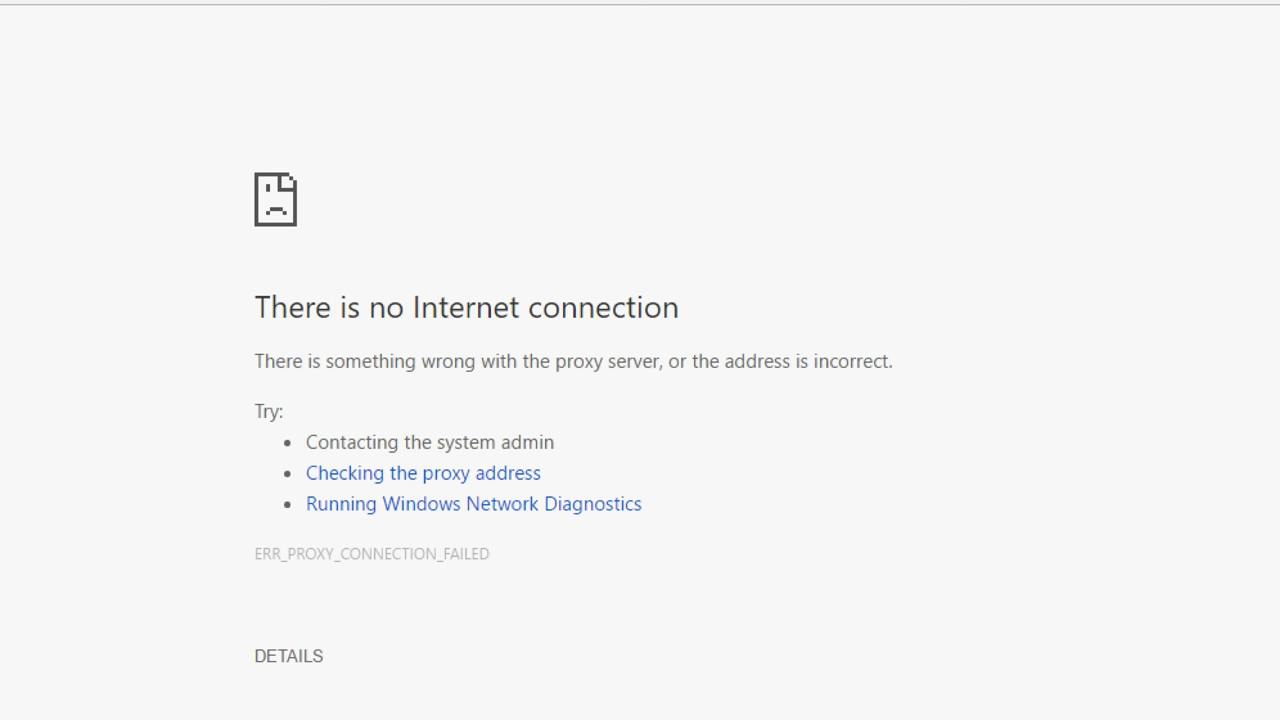 There is no Internet connection
There is something wrong with the proxy server, or the address is incorrect.
Try:
Contacting the system admin
Checking the proxy address
Running Windows Network Diagnostics
ERR_PROXY_CONNECTION_FAILED
DETAILS